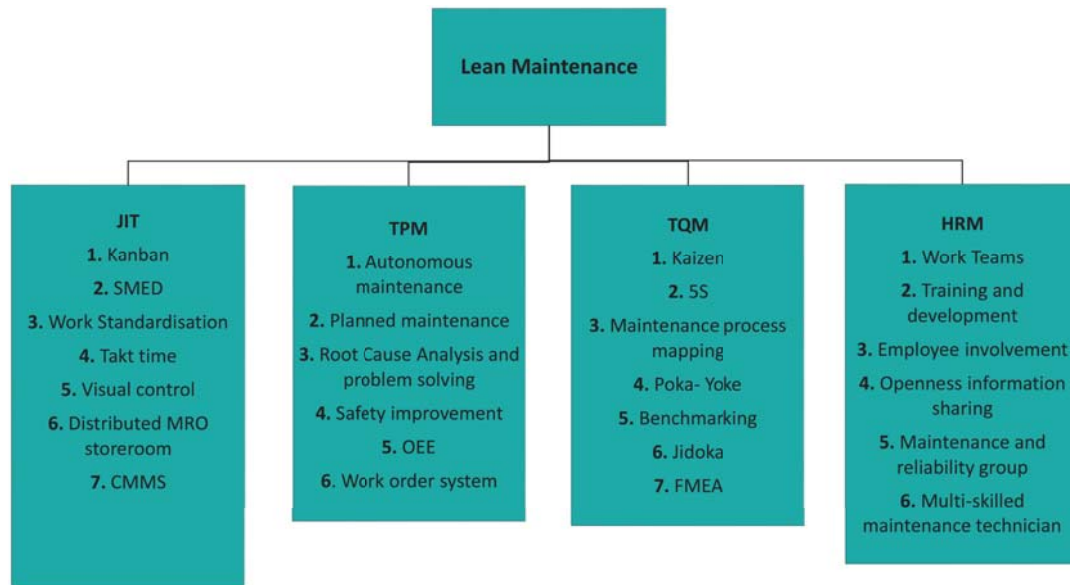 Lean Maintenance
JIT
1. Kanban
2. SMED
3. Work Standardisation
4. Takt time
5. Visual control
6. Distributed MRO
storeroom
7. CMMS
TPM
1. Autonomous
maintenance
2. Planned maintenance
3. Root Cause Analysis and
problem solving
4. Safety improvement
5. OEE
6. Work order system
TQM
1. Kaizen
2. 5S
3. Maintenance process
mapping
4. Poka- Yoke
5. Benchmarking
6. Jidoka
7. FMEA
HRM
1. Work Teams
2. Training and
development
3. Employee involvement
4. Openness information
sharing
5. Maintenance and
reliability group
6. Multi-skilled
maintenance technician